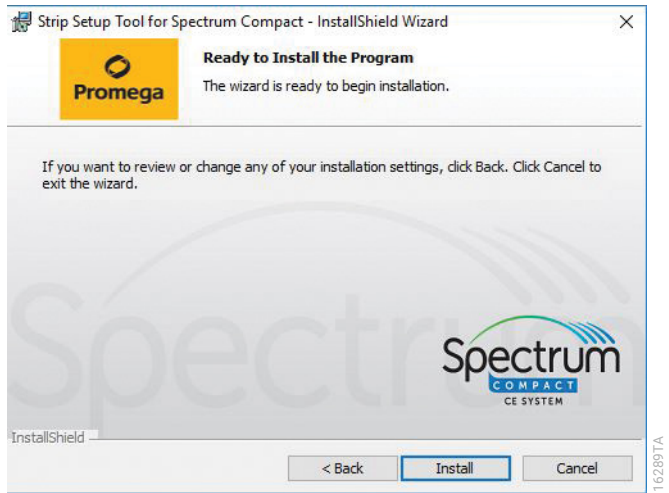 Strip Setup Tool for Spectrum Compact - InstallShield Wizard
Promega
Ready to Install the Program
The wizard is ready to begin installation.
If you want to review or change any of your installation settings, click Back. Click Cancel to
exit the wizard.
Spectrum
Spectrum
COMPACT
CE SYSTEM
InstallShield
< Back
Install
Cancel
16289TA